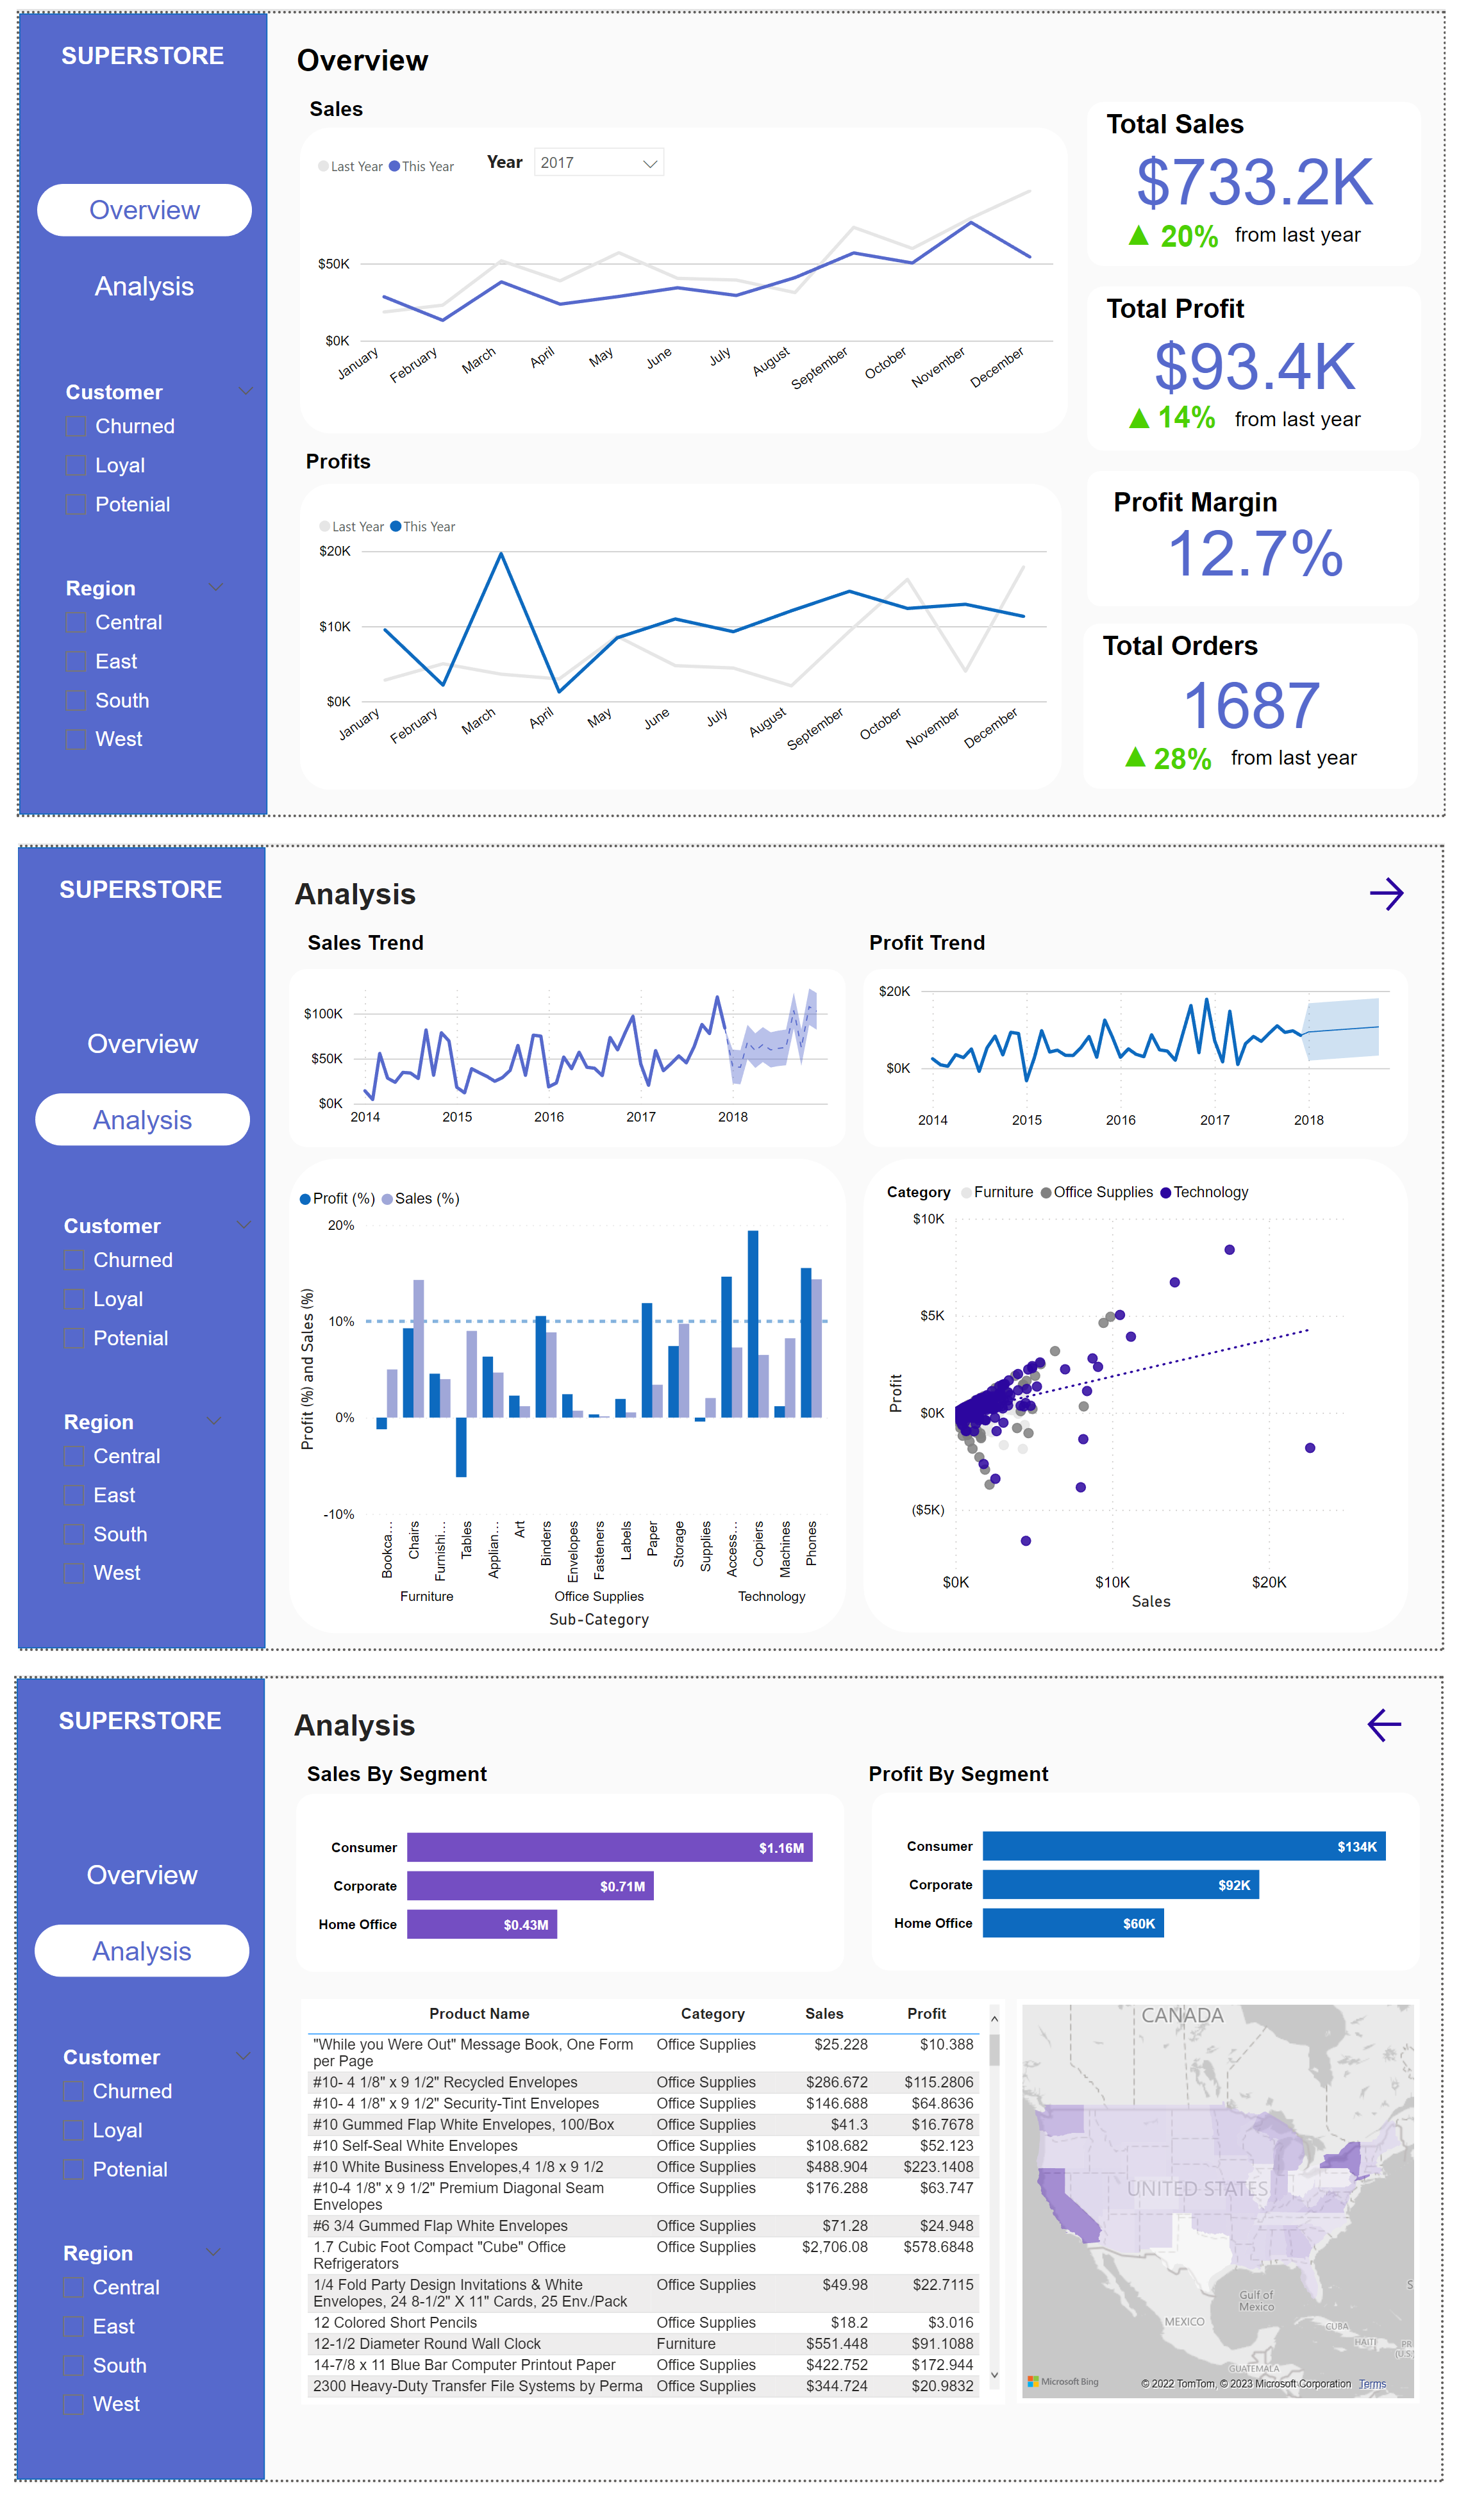 SUPERSTORE
Overview
Analysis
Customer
Churned
Loyal
Potenial
Region
Central
East
South
West
Overview
Sales
Last Year This Year Year 2017
$50K
$0K
January February March April May June July August September October November December
Profits
Last Year This Year
$20K
$10K
$0K
January February March April May June July August September October November December
Total Sales
$733.2K
20% from last year
Total Profit
$93.4K
14% from last year
Profit Margin
12.7%
Total Orders
1687
28% from last year
SUPERSTORE
Overview
Analysis
Customer
Churned
Loyal
Potenial
Region
Central
East
South
West
Analysis
Sales Trend
$100K
$50K
$0K
2014 2015 2016 2017 2018
Profit Trend
$20K
$0K
2014 2015 2016 2017 2018
Profit (%) Sales (%)
Profit (%) and Sales (%)
20%
10%
0%
-10%
Bookca... Chairs Furnishi... Tables Applian... Art Binders Envelopes Fasteners Labels Paper Storage Supplies Access... Copiers Machines Phones
Furniture Office Supplies Technology
Sub-Category
Category Furniture Office Supplies Technology
Profit
$10K
$5K
$0K
($5K)
$0K $10K $20K
Sales
SUPERSTORE
Overview
Analysis
Customer
Churned
Loyal
Potenial
Region
Central
East
South
West
Analysis
Sales By Segment
Consumer $1.16M
Corporate $0.71M
Home Office $0.43M
Profit By Segment
Consumer $134K
Corporate $92K
Home Office $60K
Product Name Category Sales Profit
"While you Were Out" Message Book, One Form Office Supplies $25.228 $10.388
per Page
#10- 4 1/8" x 9 1/2" Recycled Envelopes Office Supplies $286.672 $115.2806
#10- 4 1/8" x 9 1/2" Security-Tint Envelopes Office Supplies $146.688 $64.8636
#10 Gummed Flap White Envelopes, 100/Box Office Supplies $41.3 $16.7678
#10 Self-Seal White Envelopes Office Supplies $108.682 $52.123
#10 White Business Envelopes,4 1/8 x 9 1/2 Office Supplies $488.904 $223.1408
#10-4 1/8" x 9 1/2" Premium Diagonal Seam Office Supplies $176.288 $63.747
Envelopes
#6 3/4 Gummed Flap White Envelopes Office Supplies $71.28 $24.948
1.7 Cubic Foot Compact "Cube" Office Office Supplies $2,706.08 $578.6848
Refrigerators
1/4 Fold Party Design Invitations & White Office Supplies $49.98 $22.7115
Envelopes, 24 8-1/2" X 11" Cards, 25 Env./Pack
12 Colored Short Pencils Office Supplies $18.2 $3.016
12-1/2 Diameter Round Wall Clock Furniture $551.448 $91.1088
14-7/8 x 11 Blue Bar Computer Printout Paper Office Supplies $422.752 $172.944
2300 Heavy-Duty Transfer File Systems by Perma Office Supplies $344.724 $20.9832
CANADA
UNITED STATES
Gulf of
Mexico
MEXICO
CUBA
HAITI
PR
(U.S
GUATEMALA
S
Microsoft Bing
© 2022 TomTom, © 2023 Microsoft Corporation Terms